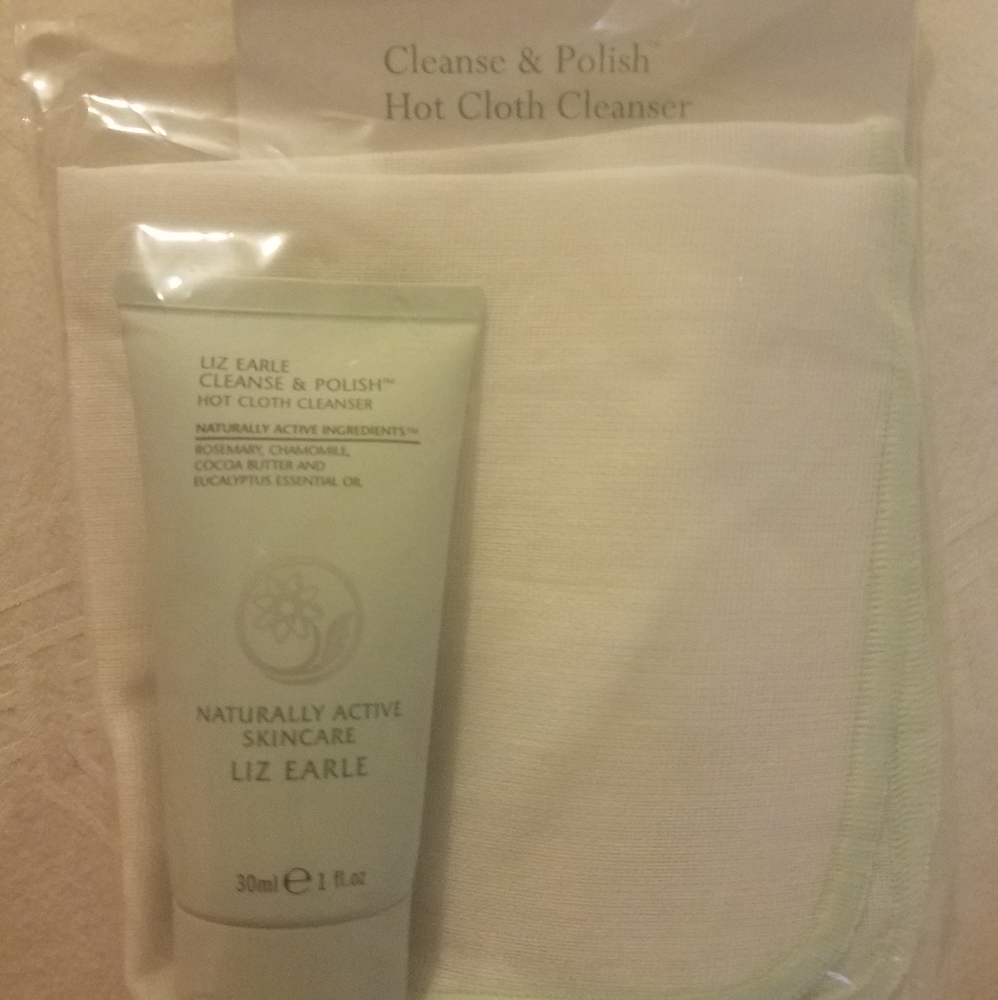 Cleanse & Polish™
Hot Cloth Cleanser
LIZ EARLE
CLEANSE & POLISH™
HOT CLOTH CLEANSER
NATURALLY ACTIVE INGREDIENTS™
ROSEMARY, CHAMOMILE,
COCOA BUTTER AND
EUCALYPTUS ESSENTIAL OIL
NATURALLY ACTIVE
SKINCARE
LIZ EARLE
30ml ℮ 1 fl.oz